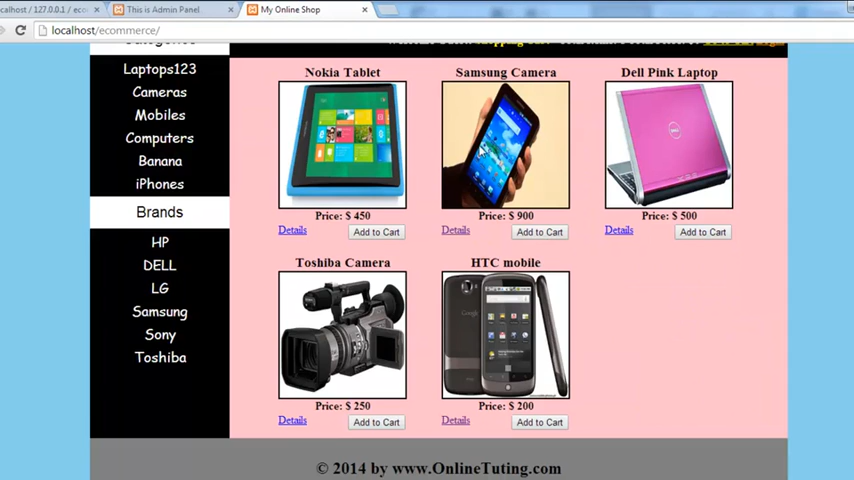 localhost / 127.0.0.1 / eco
This is Admin Panel
My Online Shop
localhost/ecommerce/
Categories
Laptops123
Cameras
Mobiles
Computers
Banana
iPhones
Brands
HP
DELL
LG
Samsung
Sony
Toshiba
Nokia Tablet
Samsung Camera
Dell Pink Laptop
Price: $ 450
Price: $ 900
Price: $ 500
Details
Add to Cart
Details
Add to Cart
Details
Add to Cart
Toshiba Camera
HTC mobile
Google
Price: $ 250
Price: $ 200
Details
Add to Cart
Details
Add to Cart
© 2014 by www.OnlineTuting.com